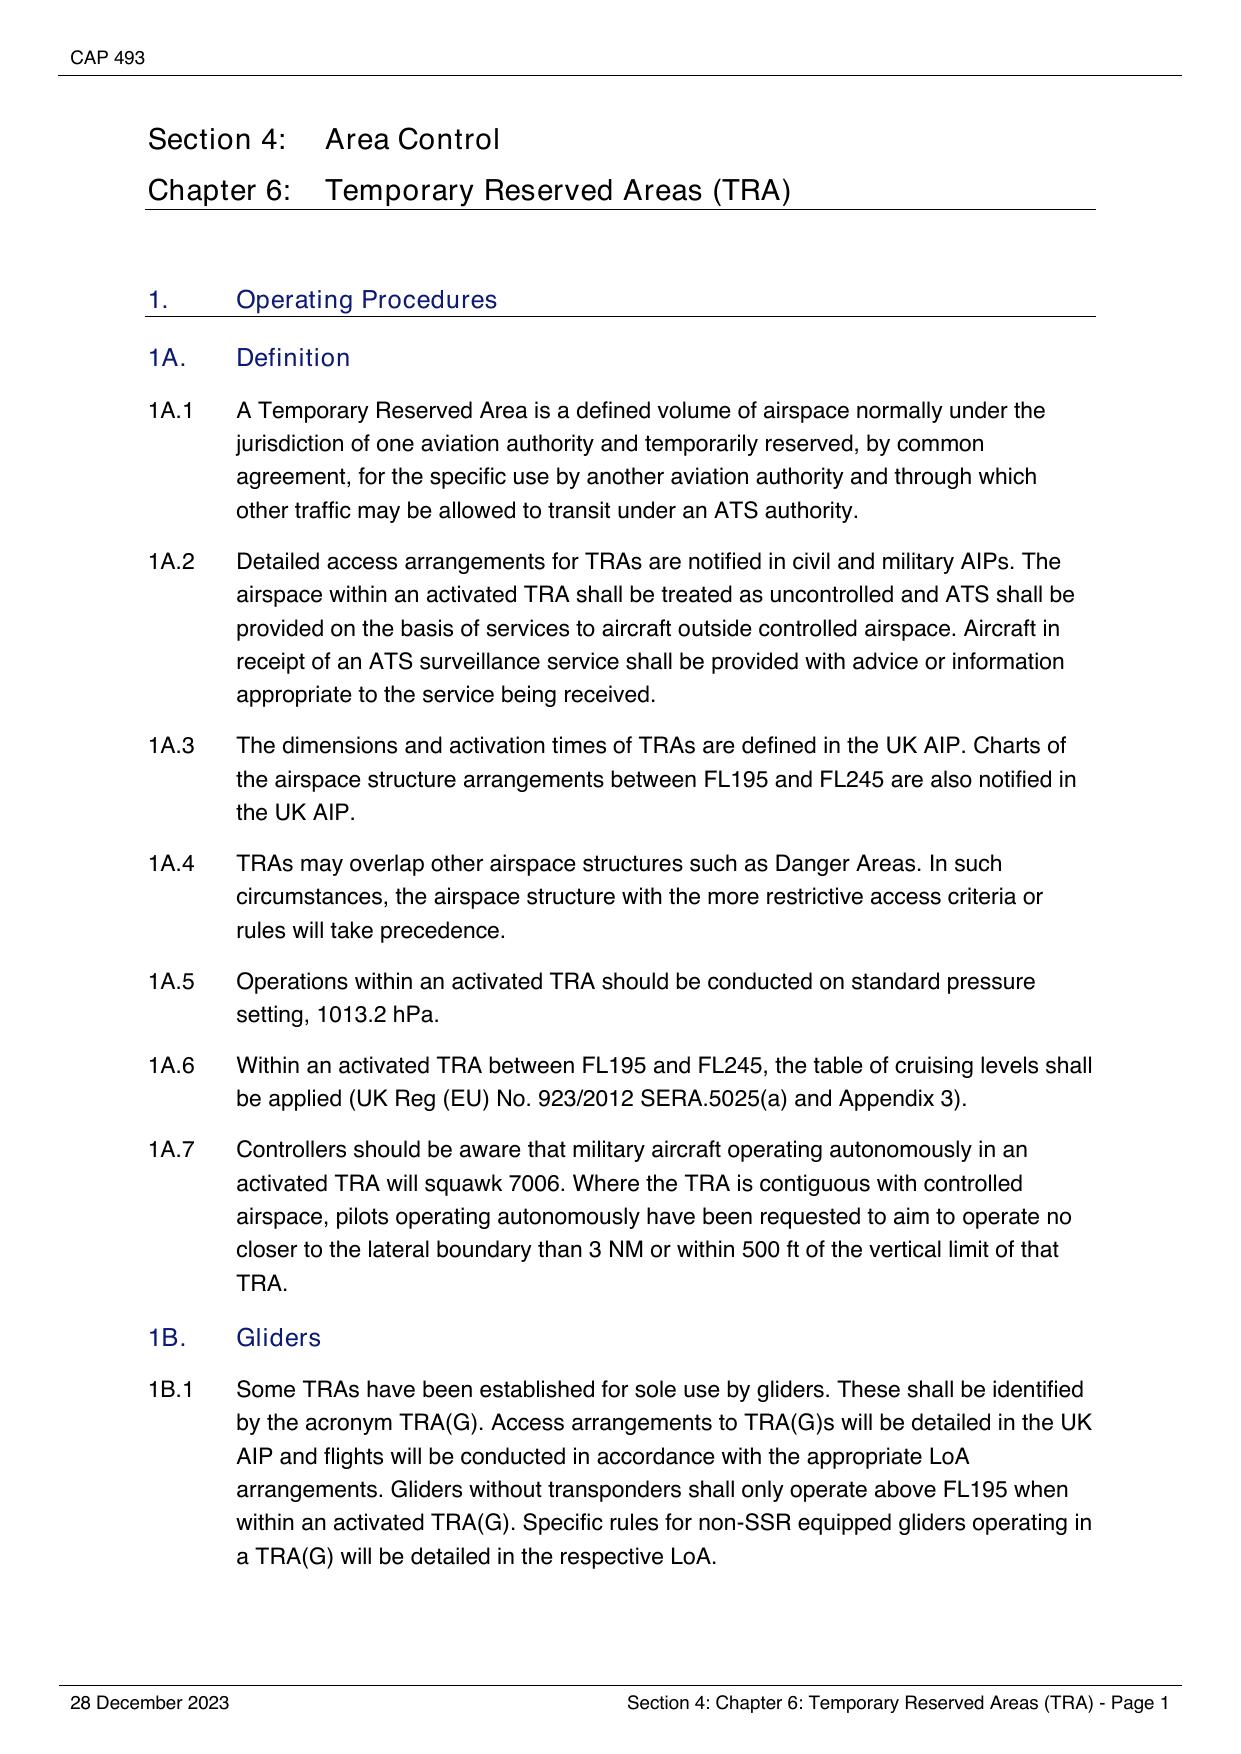 CAP 493
Section 4: Area Control
Chapter 6: Temporary Reserved Areas (TRA)
1. Operating Procedures
1A. Definition
1A.1 A Temporary Reserved Area is a defined volume of airspace normally under the
jurisdiction of one aviation authority and temporarily reserved, by common
agreement, for the specific use by another aviation authority and through which
other traffic may be allowed to transit under an ATS authority.
1A.2 Detailed access arrangements for TRAs are notified in civil and military AIPs. The
airspace within an activated TRA shall be treated as uncontrolled and ATS shall be
provided on the basis of services to aircraft outside controlled airspace. Aircraft in
receipt of an ATS surveillance service shall be provided with advice or information
appropriate to the service being received.
1A.3 The dimensions and activation times of TRAs are defined in the UK AIP. Charts of
the airspace structure arrangements between FL195 and FL245 are also notified in
the UK AIP.
1A.4 TRAs may overlap other airspace structures such as Danger Areas. In such
circumstances, the airspace structure with the more restrictive access criteria or
rules will take precedence.
1A.5 Operations within an activated TRA should be conducted on standard pressure
setting, 1013.2 hPa.
1A.6 Within an activated TRA between FL195 and FL245, the table of cruising levels shall
be applied (UK Reg (EU) No. 923/2012 SERA.5025(a) and Appendix 3).
1A.7 Controllers should be aware that military aircraft operating autonomously in an
activated TRA will squawk 7006. Where the TRA is contiguous with controlled
airspace, pilots operating autonomously have been requested to aim to operate no
closer to the lateral boundary than 3 NM or within 500 ft of the vertical limit of that
TRA.
1B. Gliders
1B.1 Some TRAs have been established for sole use by gliders. These shall be identified
by the acronym TRA(G). Access arrangements to TRA(G)s will be detailed in the UK
AIP and flights will be conducted in accordance with the appropriate LoA
arrangements. Gliders without transponders shall only operate above FL195 when
within an activated TRA(G). Specific rules for non-SSR equipped gliders operating in
a TRA(G) will be detailed in the respective LoA.
28 December 2023 Section 4: Chapter 6: Temporary Reserved Areas (TRA) - Page 1